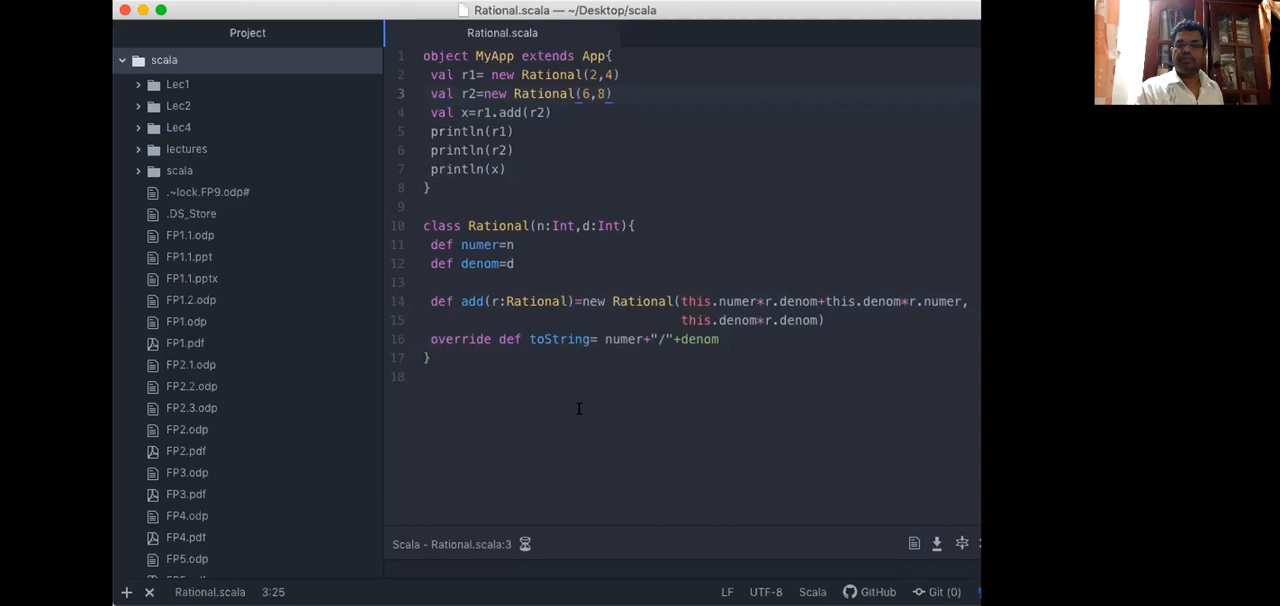 Rational.scala — ~/Desktop/scala
Project
Rational.scala
scala
Lec1
Lec2
Lec4
lectures
scala
.~lock.FP9.odp#
.DS_Store
FP1.1.odp
FP1.1.ppt
FP1.1.pptx
FP1.2.odp
FP1.odp
FP1.pdf
FP2.1.odp
FP2.2.odp
FP2.3.odp
FP2.odp
FP2.pdf
FP3.odp
FP3.pdf
FP4.odp
FP4.pdf
FP5.odp
1 object MyApp extends App{
2 val r1= new Rational(2,4)
3 val r2=new Rational(6,8)
4 val x=r1.add(r2)
5 println(r1)
6 println(r2)
7 println(x)
8 }
9
10 class Rational(n:Int,d:Int){
11 def numer=n
12 def denom=d
13
14 def add(r:Rational)=new Rational(this.numer*r.denom+this.denom*r.numer,
15 this.denom*r.denom)
16 override def toString= numer+"/"+denom
17 }
18
Scala - Rational.scala:3
Rational.scala 3:25 LF UTF-8 Scala GitHub Git (0)